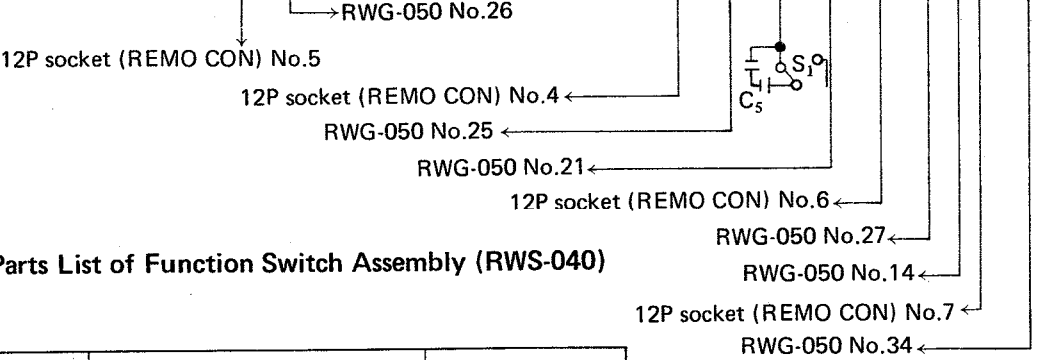 RWG-050 No.26
12P socket (REMO CON) No.5
S1
12P socket (REMO CON) No.4
C5
RWG-050 No.25
RWG-050 No.21
12P socket (REMO CON) No.6
RWG-050 No.27
Parts List of Function Switch Assembly (RWS-040)
RWG-050 No.14
12P socket (REMO CON) No.7
RWG-050 No.34